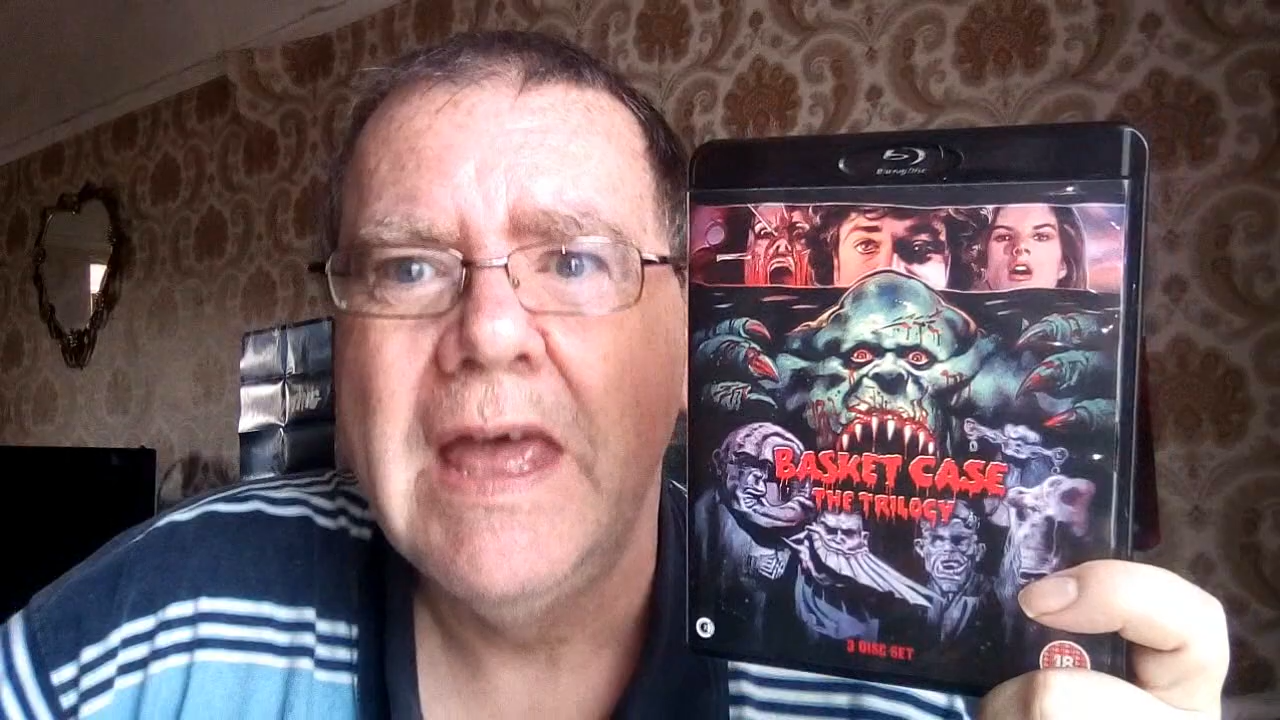 Blu-ray Disc
BASKET CASE
THE TRILOGY
3 DISC SET
18